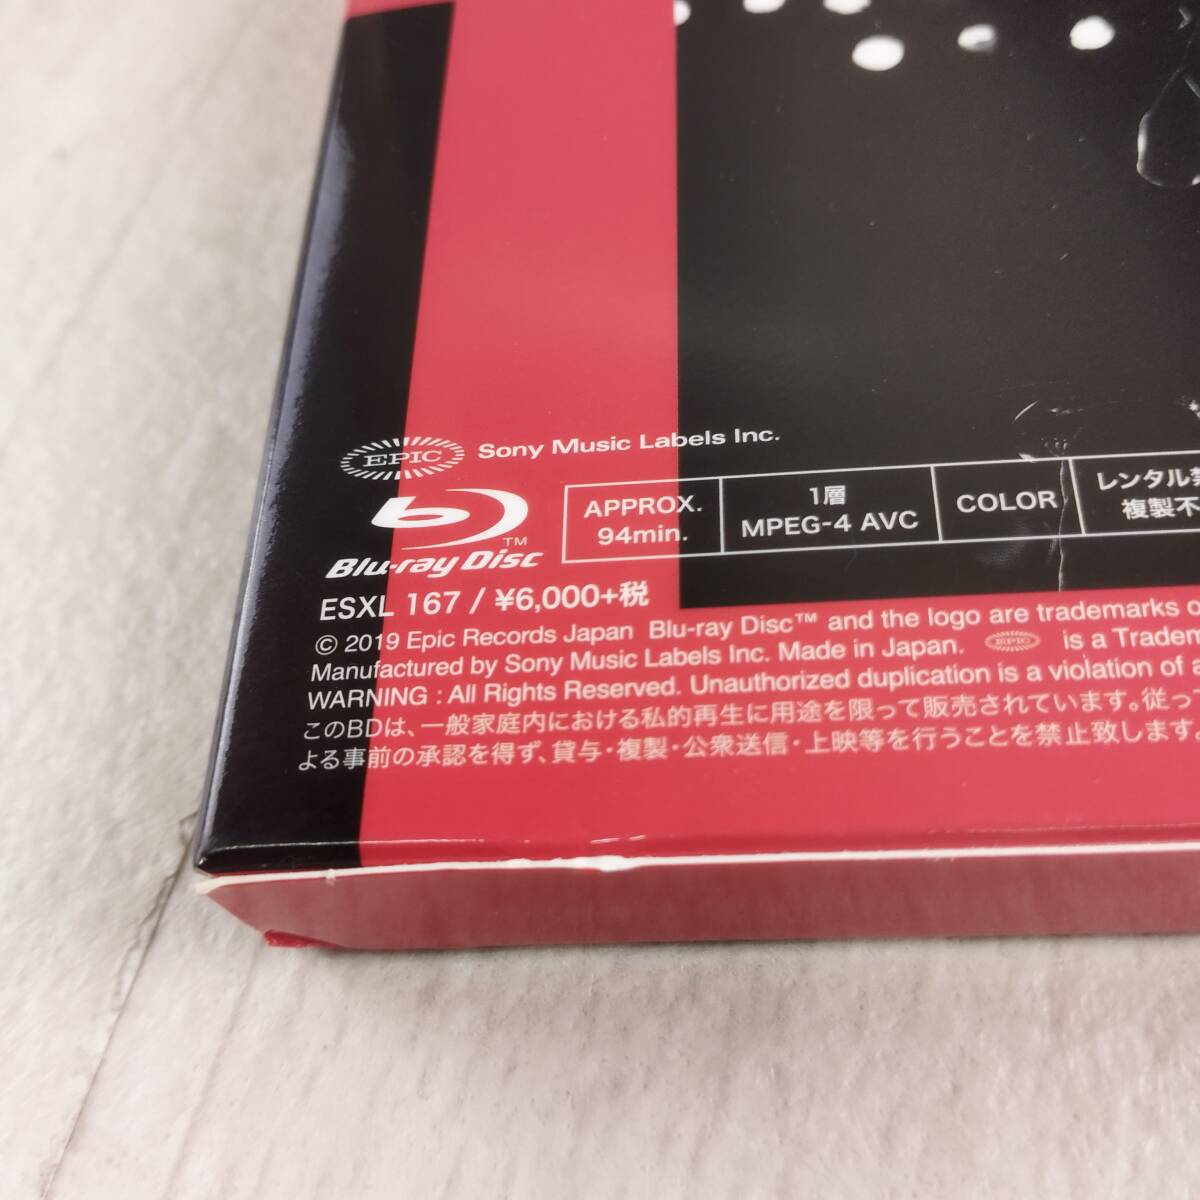 EPIC Sony Music Labels Inc.
Blu-ray Disc™
APPROX.
94min.
1層
MPEG-4 AVC
COLOR
レンタル
複製不
ESXL 167 / ¥6,000+税
© 2019 Epic Records Japan Blu-ray Disc™ and the logo are trademarks
Manufactured by Sony Music Labels Inc. Made in Japan. EPIC is a
WARNING : All Rights Reserved. Unauthorized duplication is a violation of
このBDは、一般家庭内における私的再生に用途を限って販売されています。従っ
よる事前の承認を得ず、貸与・複製・公衆送信・上映等を行うことを禁止致します。